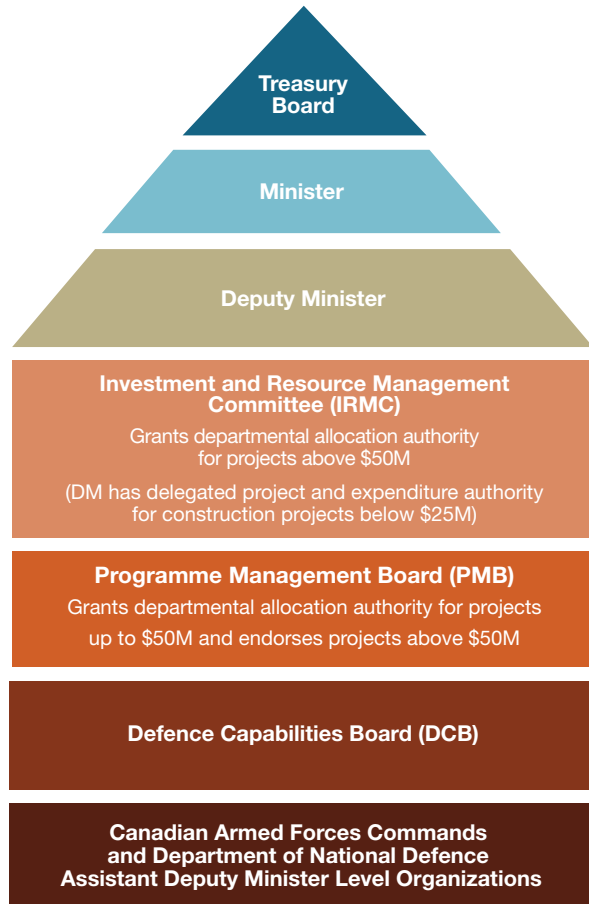 Treasury
Board
Minister
Deputy Minister
Investment and Resource Management
Committee (IRMC)
Grants departmental allocation authority
for projects above $50M
(DM has delegated project and expenditure authority
for construction projects below $25M)
Programme Management Board (PMB)
Grants departmental allocation authority for projects
up to $50M and endorses projects above $50M
Defence Capabilities Board (DCB)
Canadian Armed Forces Commands
and Department of National Defence
Assistant Deputy Minister Level Organizations